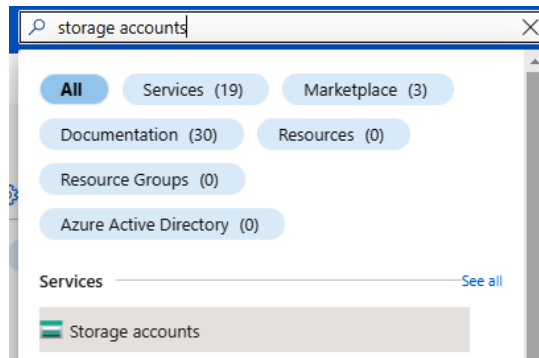 storage accounts
All Services (19) Marketplace (3)
Documentation (30) Resources (0)
Resource Groups (0)
Azure Active Directory (0)
Services See all
Storage accounts